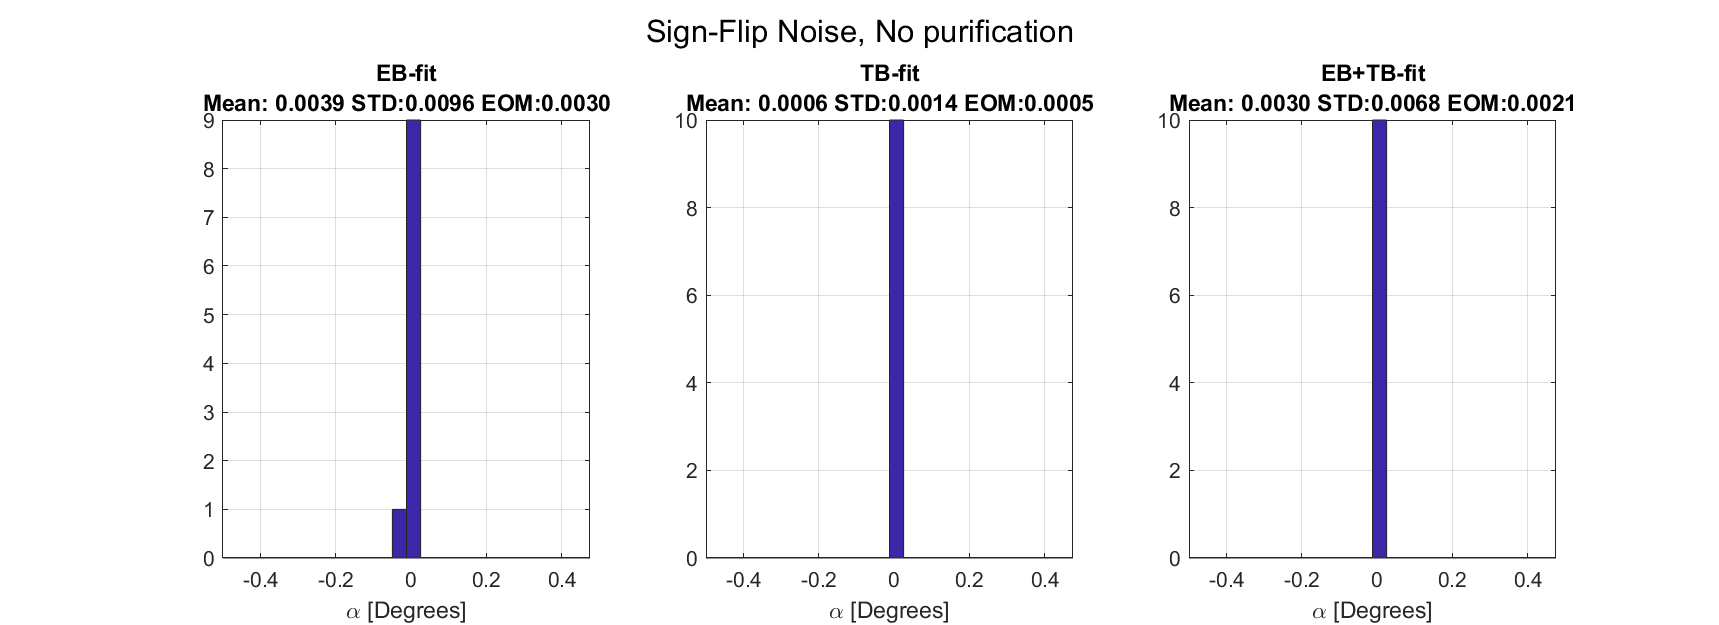 Sign-Flip Noise, No purification
EB-fit
Mean: 0.0039 STD:0.0096 EOM:0.0030
9
8
7
6
5
4
3
2
1
0
-0.4 -0.2 0 0.2 0.4
α [Degrees]
TB-fit
Mean: 0.0006 STD:0.0014 EOM:0.0005
10
8
6
4
2
0
-0.4 -0.2 0 0.2 0.4
α [Degrees]
EB+TB-fit
Mean: 0.0030 STD:0.0068 EOM:0.0021
10
8
6
4
2
0
-0.4 -0.2 0 0.2 0.4
α [Degrees]